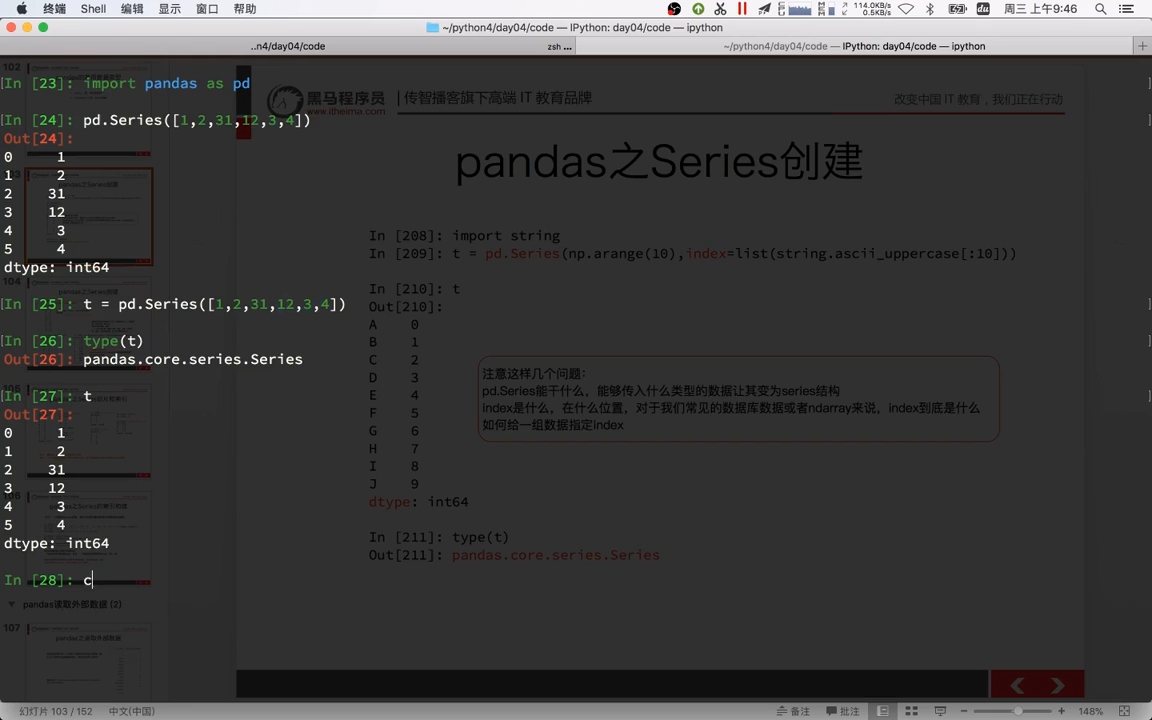 终端 Shell 编辑 显示 窗口 帮助
114.0KB/s
0.5KB/s
周三 上午9:46
~/python4/day04/code — IPython: day04/code — ipython
..n4/day04/code
zsh ...
~/python4/day04/code — IPython: day04/code — ipython
102
In [23]: import pandas as pd
In [24]: pd.Series([1,2,31,12,3,4])
Out[24]:
0 1
1 2
2 31
3 12
4 3
5 4
dtype: int64
In [25]: t = pd.Series([1,2,31,12,3,4])
In [26]: type(t)
Out[26]: pandas.core.series.Series
In [27]: t
Out[27]:
0 1
1 2
2 31
3 12
4 3
5 4
dtype: int64
In [28]: c
pandas读取外部数据 (2)
107
黑马程序员
www.itheima.com
传智播客旗下高端 IT 教育品牌
改变中国 IT 教育，我们正在行动
pandas之Series创建
In [208]: import string
In [209]: t = pd.Series(np.arange(10),index=list(string.ascii_uppercase[:10]))
In [210]: t
Out[210]:
A 0
B 1
C 2
D 3
E 4
F 5
G 6
H 7
I 8
J 9
dtype: int64
In [211]: type(t)
Out[211]: pandas.core.series.Series
注意这样几个问题：
pd.Series能干什么，能够传入什么类型的数据让其变为series结构
index是什么，在什么位置，对于我们常见的数据库数据或者ndarray来说，index到底是什么
如何给一组数据指定index
幻灯片 103 / 152
中文(中国)
备注
批注
148%